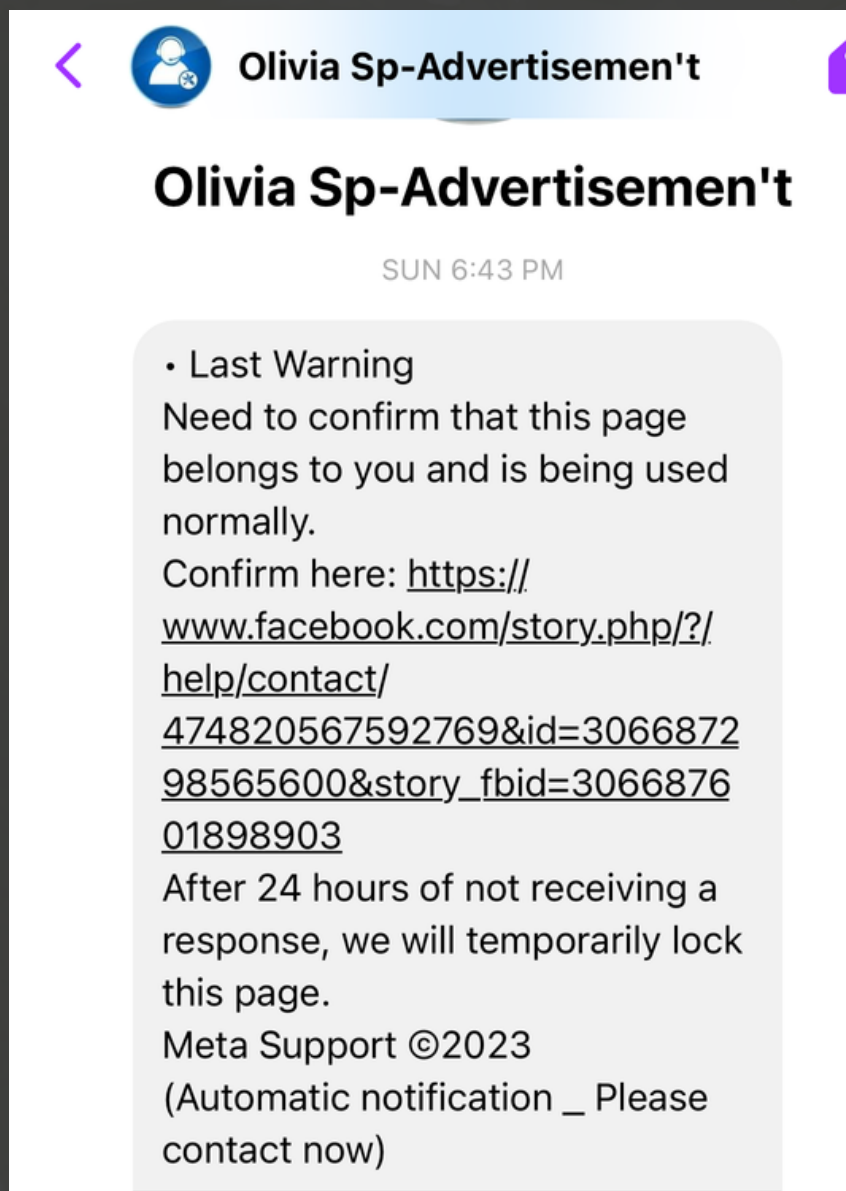 Olivia Sp-Advertisemen't
Olivia Sp-Advertisemen't
SUN 6:43 PM
• Last Warning
Need to confirm that this page
belongs to you and is being used
normally.
Confirm here: https://
www.facebook.com/story.php/?/
help/contact/
474820567592769&id=3066872
98565600&story_fbid=3066876
01898903
After 24 hours of not receiving a
response, we will temporarily lock
this page.
Meta Support ©2023
(Automatic notification _ Please
contact now)